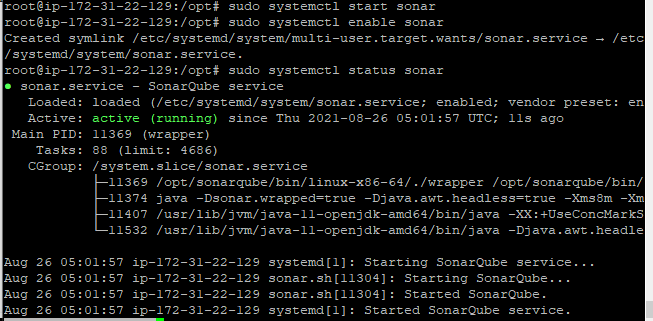 root@ip-172-31-22-129:/opt# sudo systemctl start sonar
root@ip-172-31-22-129:/opt# sudo systemctl enable sonar
Created symlink /etc/systemd/system/multi-user.target.wants/sonar.service → /etc
/systemd/system/sonar.service.
root@ip-172-31-22-129:/opt# sudo systemctl status sonar
● sonar.service - SonarQube service
Loaded: loaded (/etc/systemd/system/sonar.service; enabled; vendor preset: en
Active: active (running) since Thu 2021-08-26 05:01:57 UTC; 11s ago
Main PID: 11369 (wrapper)
Tasks: 88 (limit: 4686)
CGroup: /system.slice/sonar.service
├─11369 /opt/sonarqube/bin/linux-x86-64/./wrapper /opt/sonarqube/bin/
├─11374 java -Dsonar.wrapped=true -Djava.awt.headless=true -Xms8m -Xm
├─11407 /usr/lib/jvm/java-11-openjdk-amd64/bin/java -XX:+UseConcMarkS
└─11532 /usr/lib/jvm/java-11-openjdk-amd64/bin/java -Djava.awt.headle
Aug 26 05:01:57 ip-172-31-22-129 systemd[1]: Starting SonarQube service...
Aug 26 05:01:57 ip-172-31-22-129 sonar.sh[11304]: Starting SonarQube...
Aug 26 05:01:57 ip-172-31-22-129 sonar.sh[11304]: Started SonarQube.
Aug 26 05:01:57 ip-172-31-22-129 systemd[1]: Started SonarQube service.